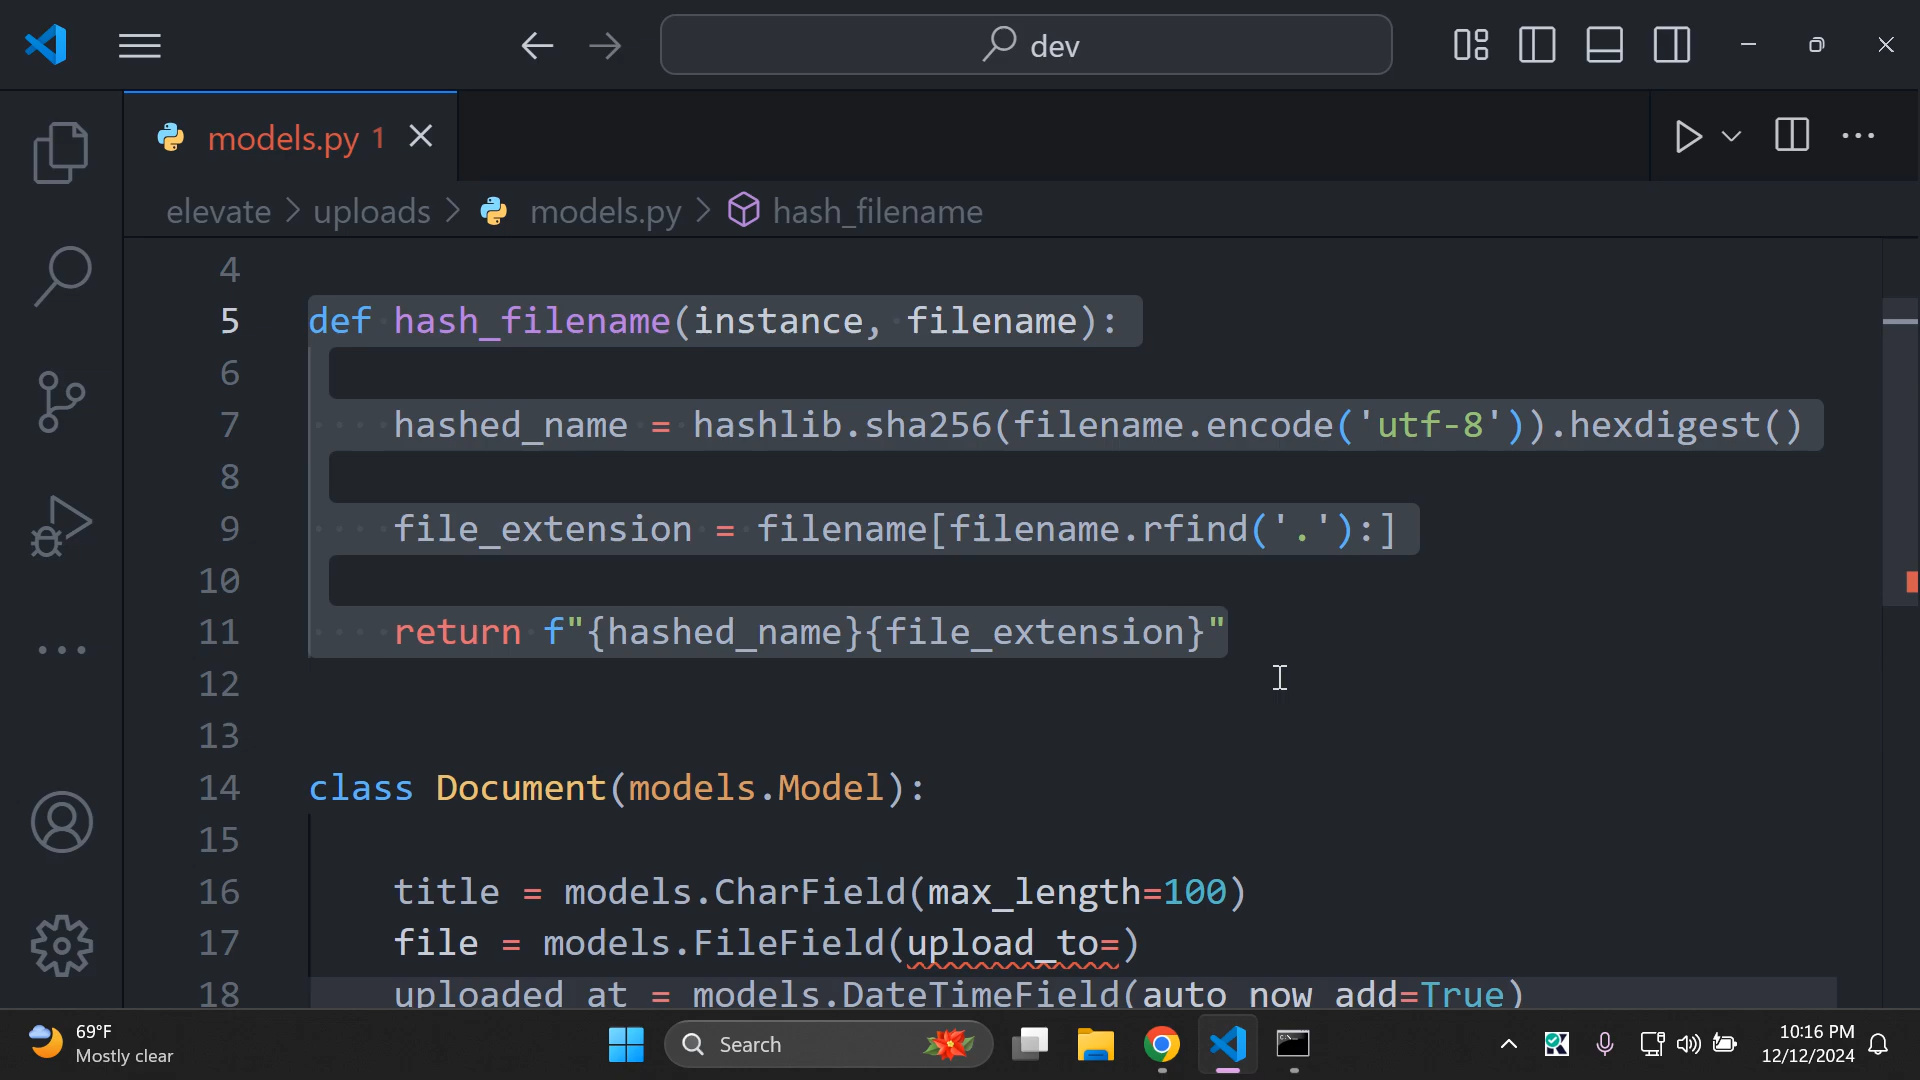 dev
models.py 1
elevate > uploads > models.py > hash_filename
4
5 def hash_filename(instance, filename):
6
7 hashed_name = hashlib.sha256(filename.encode('utf-8')).hexdigest()
8
9 file_extension = filename[filename.rfind('.'):]
10
11 return f"{hashed_name}{file_extension}"
12
13
14 class Document(models.Model):
15
16 title = models.CharField(max_length=100)
17 file = models.FileField(upload_to=)
18 uploaded_at = models.DateTimeField(auto_now_add=True)
69°F
Mostly clear
Search
10:16 PM
12/12/2024